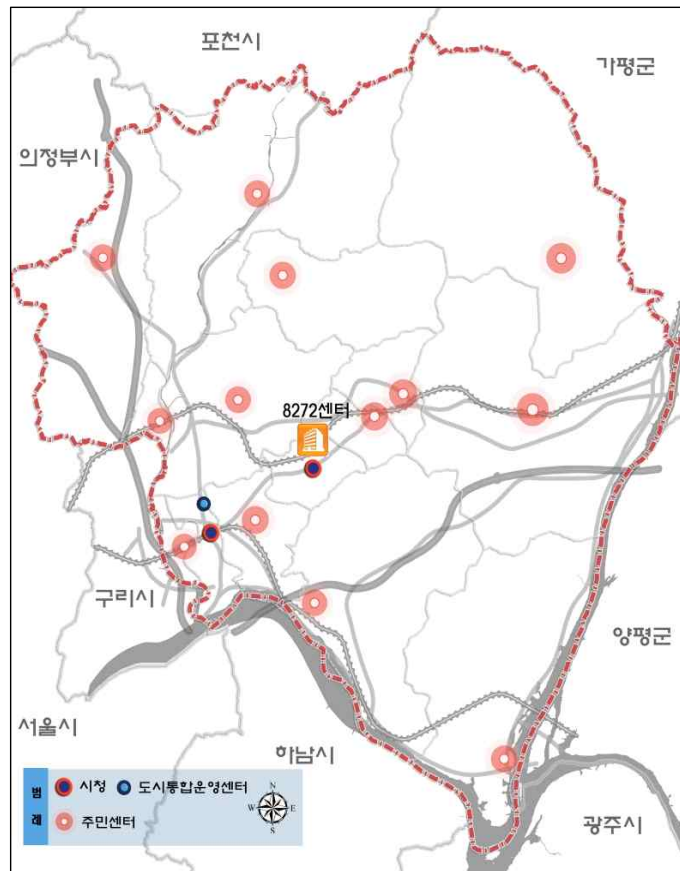 포천시
가평군
의정부시
8272센터
구리시
양평군
서울시
하남시
광주시
범례
시청
도시통합운영센터
주민센터
N
W E
S